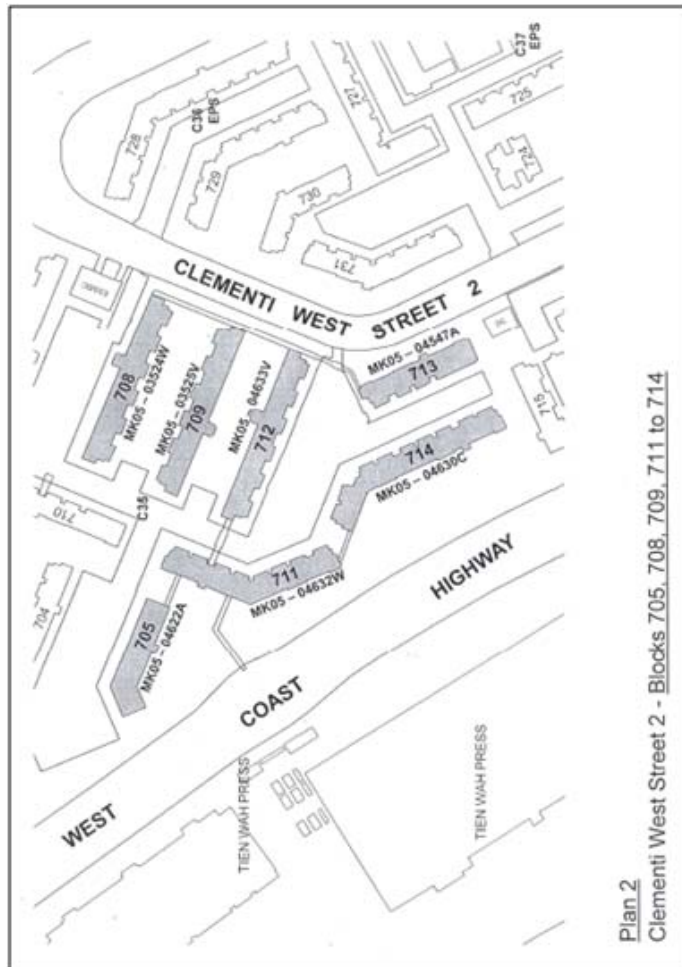 728
C36
EPS
729
730
727
C37
EPS
725
724
731
CLEMENTI WEST STREET 2
708
MK05 – 03524W
709
MK05 – 03525V
712
MK05 – 04633V
713
MK05 – 04547A
714
MK05 – 04630C
715
C35
710
704
711
MK05 – 04632W
705
MK05 – 04622A
WEST COAST HIGHWAY
TIEN WAH PRESS
TIEN WAH PRESS
Plan 2
Clementi West Street 2 - Blocks 705, 708, 709, 711 to 714